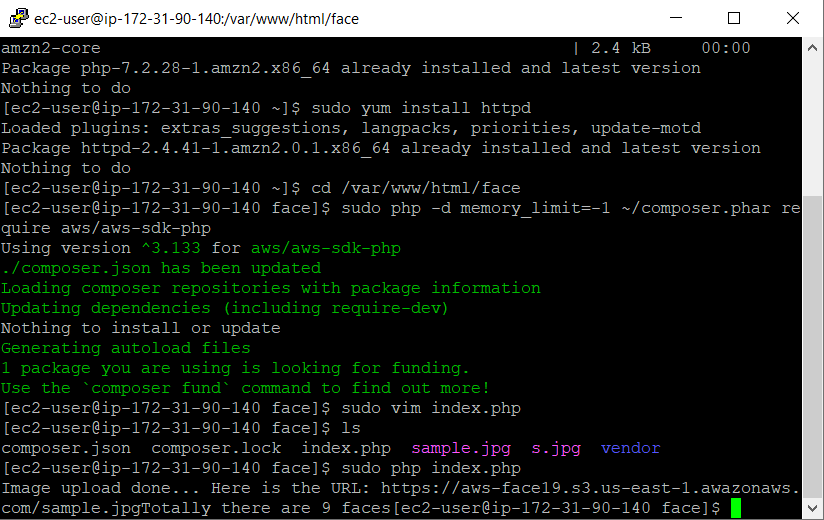 ec2-user@ip-172-31-90-140:/var/www/html/face
amzn2-core | 2.4 kB 00:00
Package php-7.2.28-1.amzn2.x86_64 already installed and latest version
Nothing to do
[ec2-user@ip-172-31-90-140 ~]$ sudo yum install httpd
Loaded plugins: extras_suggestions, langpacks, priorities, update-motd
Package httpd-2.4.41-1.amzn2.0.1.x86_64 already installed and latest version
Nothing to do
[ec2-user@ip-172-31-90-140 ~]$ cd /var/www/html/face
[ec2-user@ip-172-31-90-140 face]$ sudo php -d memory_limit=-1 ~/composer.phar re
quire aws/aws-sdk-php
Using version ^3.133 for aws/aws-sdk-php
./composer.json has been updated
Loading composer repositories with package information
Updating dependencies (including require-dev)
Nothing to install or update
Generating autoload files
1 package you are using is looking for funding.
Use the `composer fund` command to find out more!
[ec2-user@ip-172-31-90-140 face]$ sudo vim index.php
[ec2-user@ip-172-31-90-140 face]$ ls
composer.json composer.lock index.php sample.jpg s.jpg vendor
[ec2-user@ip-172-31-90-140 face]$ sudo php index.php
Image upload done... Here is the URL: https://aws-face19.s3.us-east-1.awazonaws.
com/sample.jpgTotally there are 9 faces[ec2-user@ip-172-31-90-140 face]$